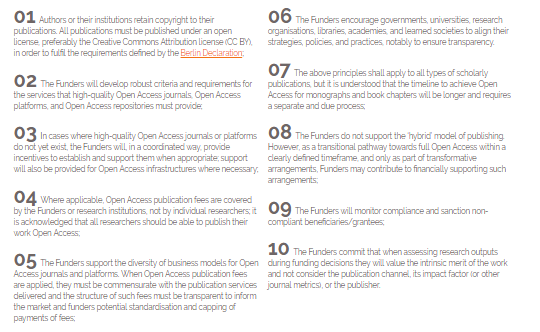 01 Authors or their institutions retain copyright to their
publications. All publications must be published under an open
license, preferably the Creative Commons Attribution license (CC BY),
in order to fulfil the requirements defined by the Berlin Declaration;
02 The Funders will develop robust criteria and requirements for
the services that high-quality Open Access journals, Open Access
platforms, and Open Access repositories must provide;
03 In cases where high-quality Open Access journals or platforms
do not yet exist, the Funders will, in a coordinated way, provide
incentives to establish and support them when appropriate; support
will also be provided for Open Access infrastructures where necessary;
04 Where applicable, Open Access publication fees are covered
by the Funders or research institutions, not by individual researchers; it
is acknowledged that all researchers should be able to publish their
work Open Access;
05 The Funders support the diversity of business models for Open
Access journals and platforms. When Open Access publication fees
are applied, they must be commensurate with the publication services
delivered and the structure of such fees must be transparent to inform
the market and funders potential standardisation and capping of
payments of fees;
06 The Funders encourage governments, universities, research
organisations, libraries, academies, and learned societies to align their
strategies, policies, and practices, notably to ensure transparency.
07 The above principles shall apply to all types of scholarly
publications, but it is understood that the timeline to achieve Open
Access for monographs and book chapters will be longer and requires
a separate and due process;
08 The Funders do not support the 'hybrid' model of publishing.
However, as a transitional pathway towards full Open Access within a
clearly defined timeframe, and only as part of transformative
arrangements, Funders may contribute to financially supporting such
arrangements;
09 The Funders will monitor compliance and sanction non-
compliant beneficiaries/grantees;
10 The Funders commit that when assessing research outputs
during funding decisions they will value the intrinsic merit of the work
and not consider the publication channel, its impact factor (or other
journal metrics), or the publisher.